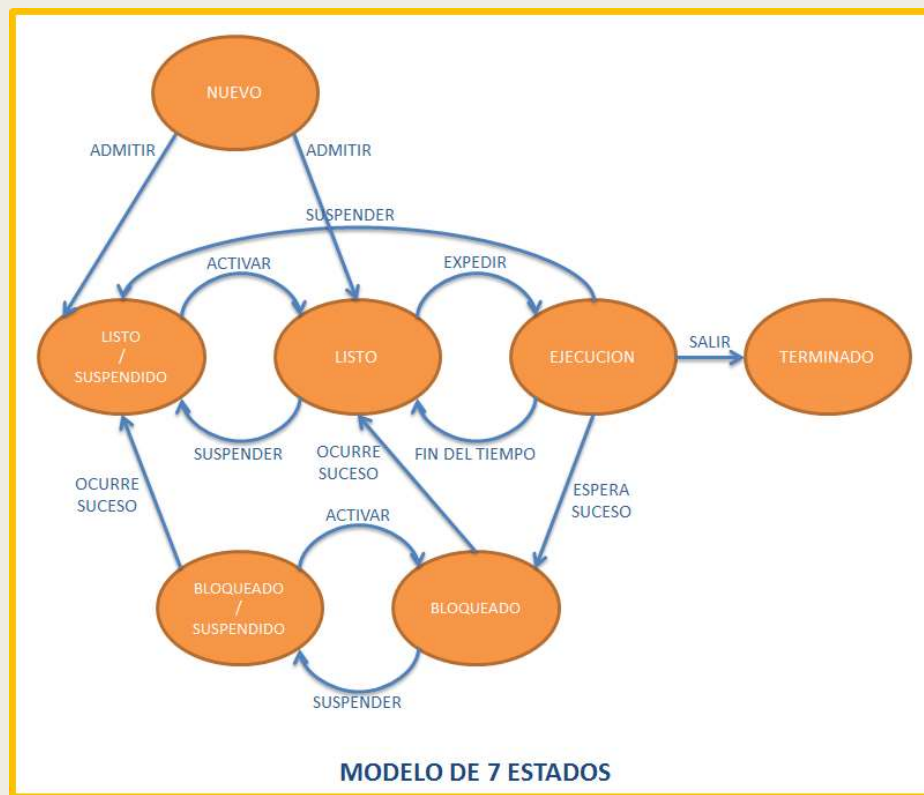 NUEVO
ADMITIR
ADMITIR
SUSPENDER
ACTIVAR
EXPEDIR
LISTO
/
SUSPENDIDO
LISTO
EJECUCION
SALIR
TERMINADO
SUSPENDER
OCURRE
SUCESO
FIN DEL TIEMPO
OCURRE
SUCESO
ESPERA
SUCESO
ACTIVAR
BLOQUEADO
/
SUSPENDIDO
BLOQUEADO
SUSPENDER
MODELO DE 7 ESTADOS